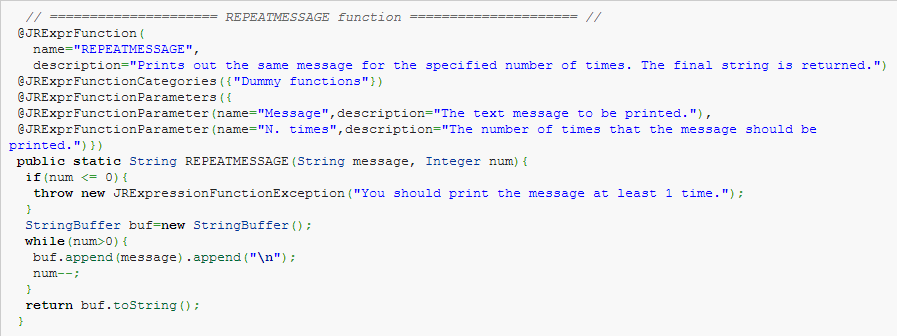 // ===================== REPEATMESSAGE function ===================== //
@JRExprFunction(
name="REPEATMESSAGE",
description="Prints out the same message for the specified number of times. The final string is returned.")
@JRExprFunctionCategories({"Dummy functions"})
@JRExprFunctionParameters({
@JRExprFunctionParameter(name="Message",description="The text message to be printed."),
@JRExprFunctionParameter(name="N. times",description="The number of times that the message should be
printed.")})
public static String REPEATMESSAGE(String message, Integer num){
if(num <= 0){
throw new JRExpressionFunctionException("You should print the message at least 1 time.");
}
StringBuffer buf=new StringBuffer();
while(num>0){
buf.append(message).append("\n");
num--;
}
return buf.toString();
}